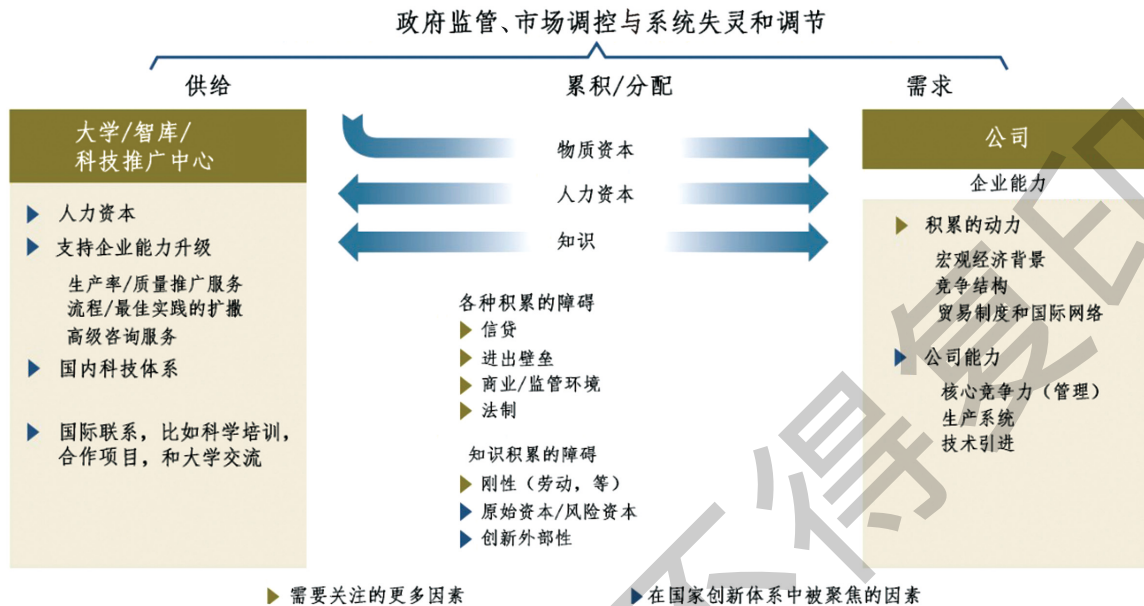 政府监管、市场调控与系统失灵和调节
供给
累积/分配
需求
大学/智库/
科技推广中心
人力资本
支持企业能力升级
生产率/质量推广服务
流程/最佳实践的扩撒
高级咨询服务
国内科技体系
国际联系，比如科学培训，
合作项目，和大学交流
物质资本
人力资本
知识
各种积累的障碍
信贷
进出壁垒
商业/监管环境
法制
知识积累的障碍
刚性（劳动，等）
原始资本/风险资本
创新外部性
公司
企业能力
积累的动力
宏观经济背景
竞争结构
贸易制度和国际网络
公司能力
核心竞争力（管理）
生产系统
技术引进
需要关注的更多因素
在国家创新体系中被聚焦的因素
不得复印